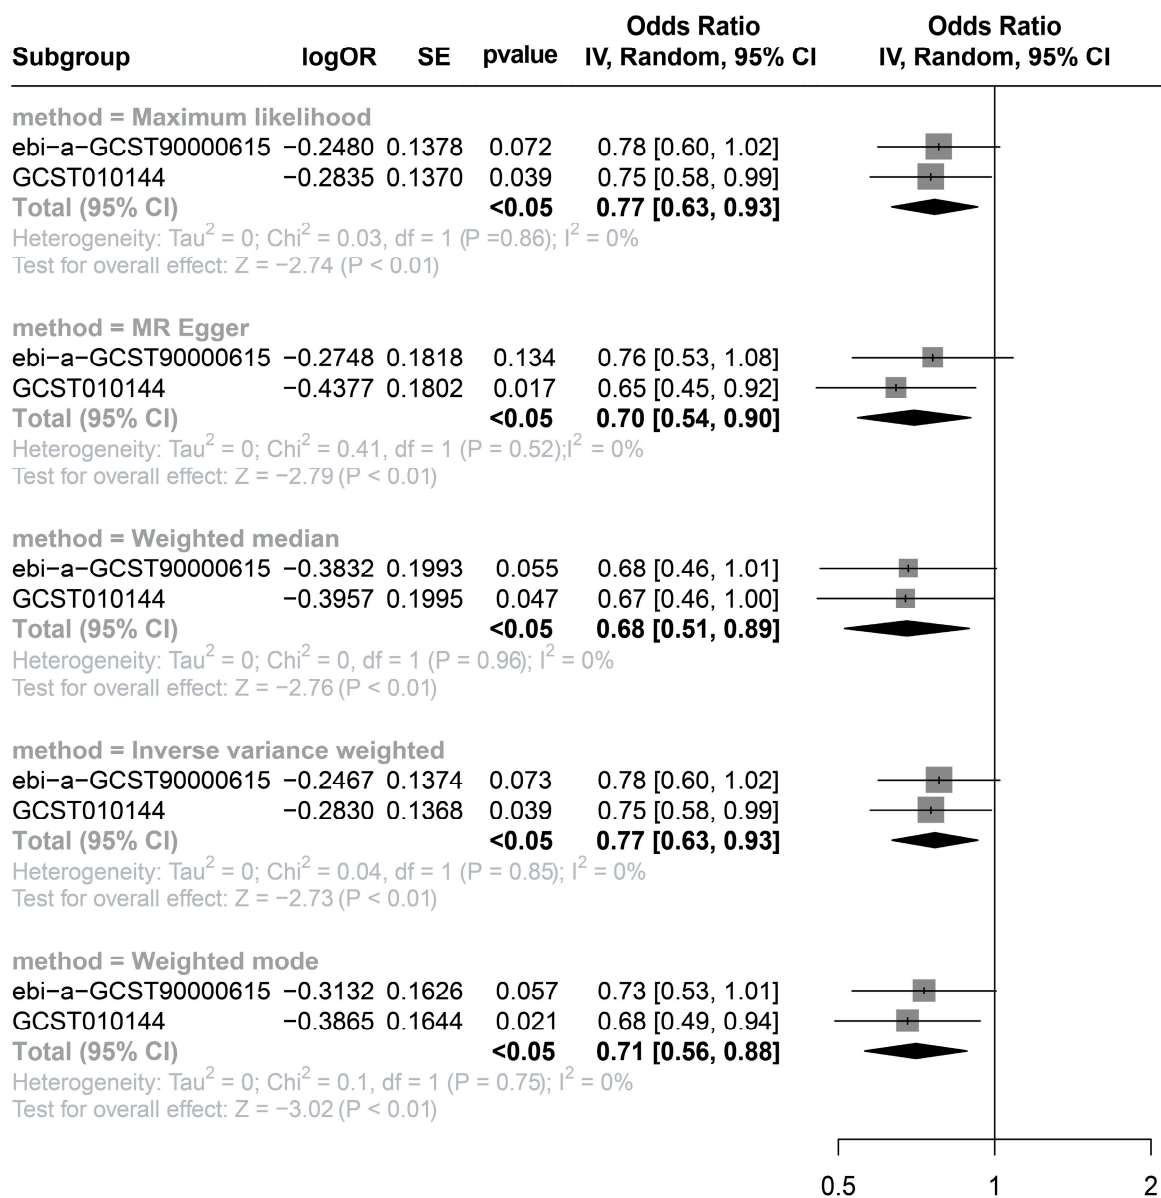 Odds Ratio Odds Ratio
Subgroup logOR SE pvalue IV, Random, 95% CI IV, Random, 95% CI
method = Maximum likelihood
ebi−a−GCST90000615 −0.2480 0.1378 0.072 0.78 [0.60, 1.02]
GCST010144 −0.2835 0.1370 0.039 0.75 [0.58, 0.99]
Total (95% CI) <0.05 0.77 [0.63, 0.93]
Heterogeneity: Tau² = 0; Chi² = 0.03, df = 1 (P =0.86); I² = 0%
Test for overall effect: Z = −2.74 (P < 0.01)
method = MR Egger
ebi−a−GCST90000615 −0.2748 0.1818 0.134 0.76 [0.53, 1.08]
GCST010144 −0.4377 0.1802 0.017 0.65 [0.45, 0.92]
Total (95% CI) <0.05 0.70 [0.54, 0.90]
Heterogeneity: Tau² = 0; Chi² = 0.41, df = 1 (P = 0.52);I² = 0%
Test for overall effect: Z = −2.79 (P < 0.01)
method = Weighted median
ebi−a−GCST90000615 −0.3832 0.1993 0.055 0.68 [0.46, 1.01]
GCST010144 −0.3957 0.1995 0.047 0.67 [0.46, 1.00]
Total (95% CI) <0.05 0.68 [0.51, 0.89]
Heterogeneity: Tau² = 0; Chi² = 0, df = 1 (P = 0.96); I² = 0%
Test for overall effect: Z = −2.76 (P < 0.01)
method = Inverse variance weighted
ebi−a−GCST90000615 −0.2467 0.1374 0.073 0.78 [0.60, 1.02]
GCST010144 −0.2830 0.1368 0.039 0.75 [0.58, 0.99]
Total (95% CI) <0.05 0.77 [0.63, 0.93]
Heterogeneity: Tau² = 0; Chi² = 0.04, df = 1 (P = 0.85); I² = 0%
Test for overall effect: Z = −2.73 (P < 0.01)
method = Weighted mode
ebi−a−GCST90000615 −0.3132 0.1626 0.057 0.73 [0.53, 1.01]
GCST010144 −0.3865 0.1644 0.021 0.68 [0.49, 0.94]
Total (95% CI) <0.05 0.71 [0.56, 0.88]
Heterogeneity: Tau² = 0; Chi² = 0.1, df = 1 (P = 0.75); I² = 0%
Test for overall effect: Z = −3.02 (P < 0.01)
0.5 1 2